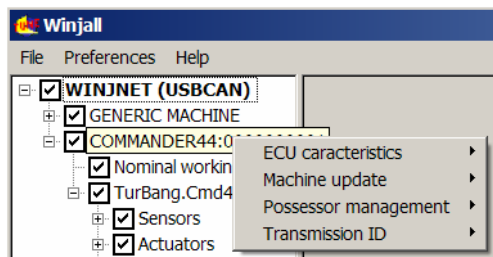 Winjall
File Preferences Help
WINJNET (USBCAN)
GENERIC MACHINE
COMMANDER44:
ECU caracteristics
Nominal workin
Machine update
TurBang.Cmd4
Possessor management
Sensors
Transmission ID
Actuators